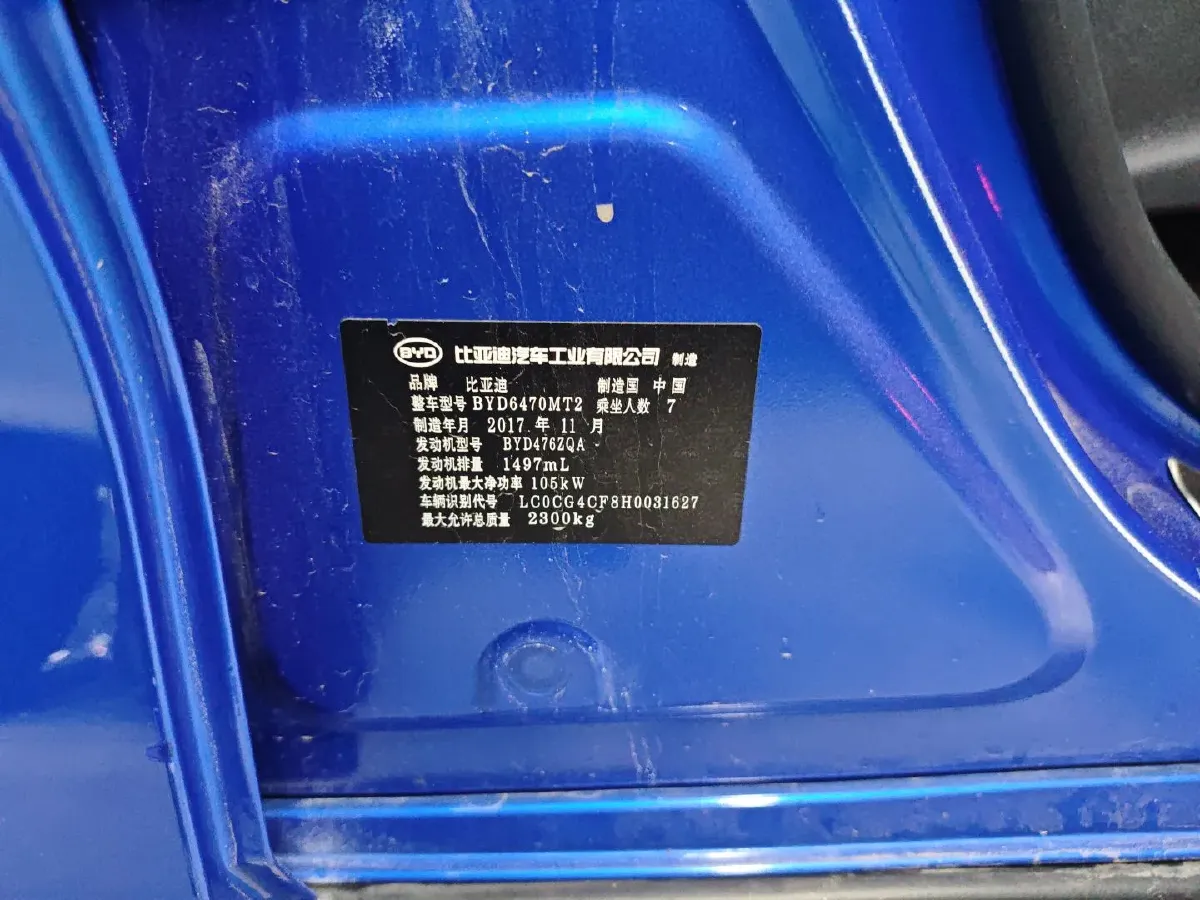 BYD 比亚迪汽车工业有限公司 制造
品牌 比亚迪 制造国 中国
整车型号 BYD6470MT2 乘坐人数 7
制造年月 2017 年 11 月
发动机型号 BYD476ZQA
发动机排量 1497mL
发动机最大净功率 105kW
车辆识别代号 LC0CG4CF8H0031627
最大允许总质量 2300kg